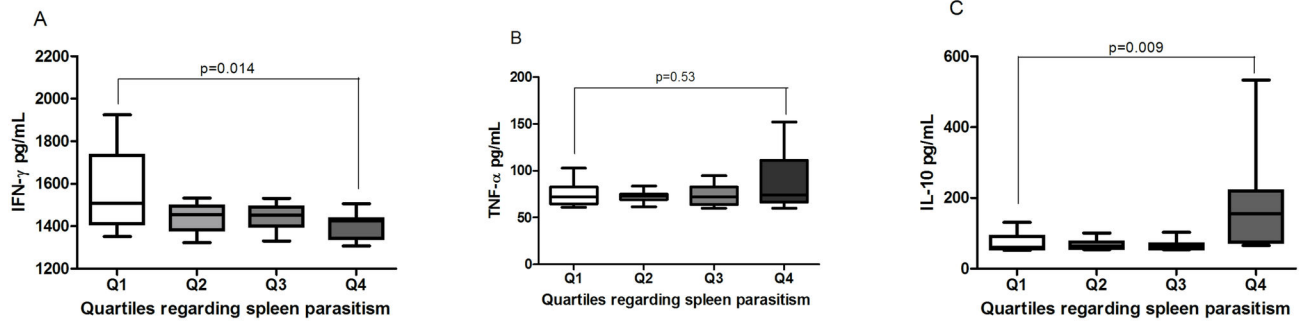 A
2200
2000
1800
1600
1400
1200
IFN-γ pg/mL
p=0.014
Q1 Q2 Q3 Q4
Quartiles regarding spleen parasitism
B
200
150
100
50
0
TNF-α pg/mL
p=0.53
Q1 Q2 Q3 Q4
Quartiles regarding spleen parasitism
C
600
400
200
0
IL-10 pg/mL
p=0.009
Q1 Q2 Q3 Q4
Quartiles regarding spleen parasitism